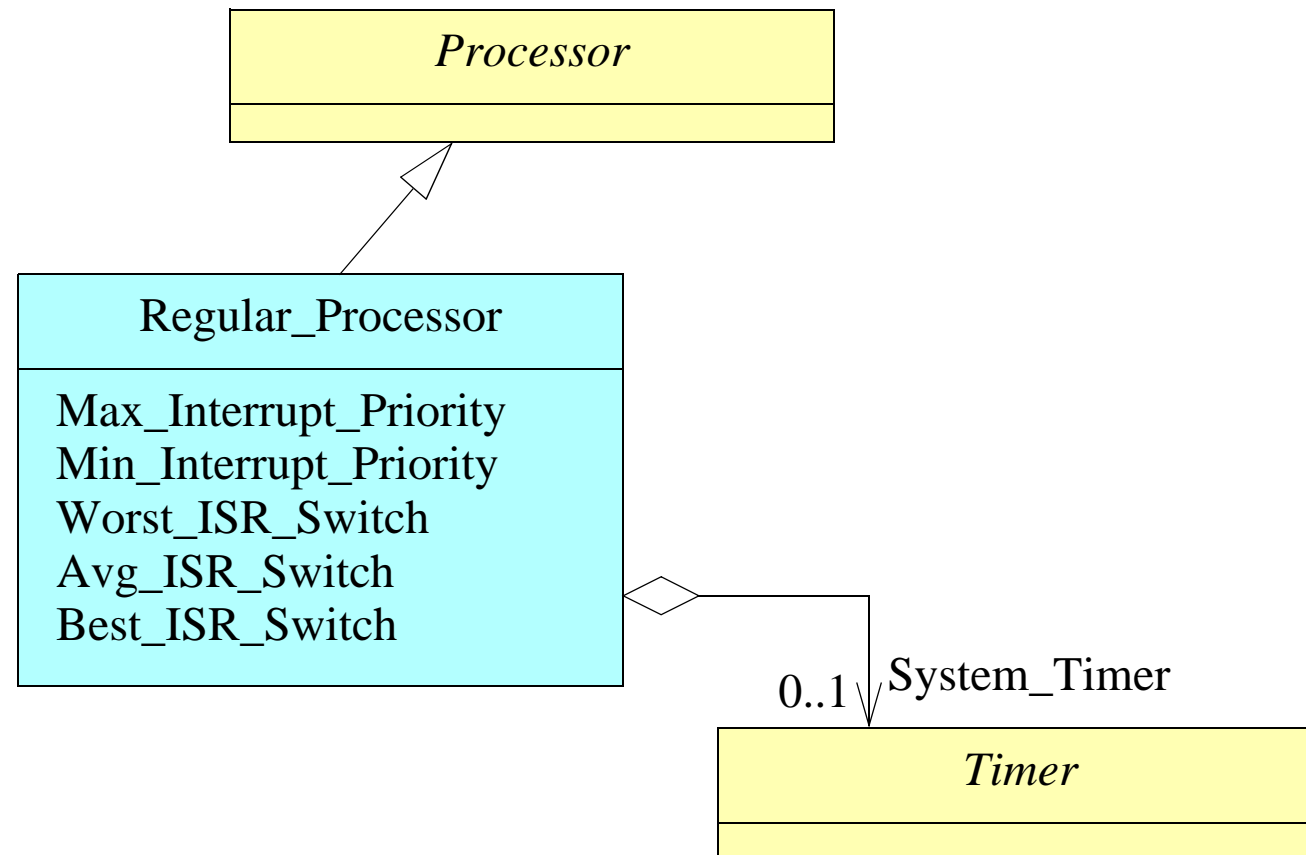 Processor
Regular_Processor
Max_Interrupt_Priority
Min_Interrupt_Priority
Worst_ISR_Switch
Avg_ISR_Switch
Best_ISR_Switch
0..1 System_Timer
Timer